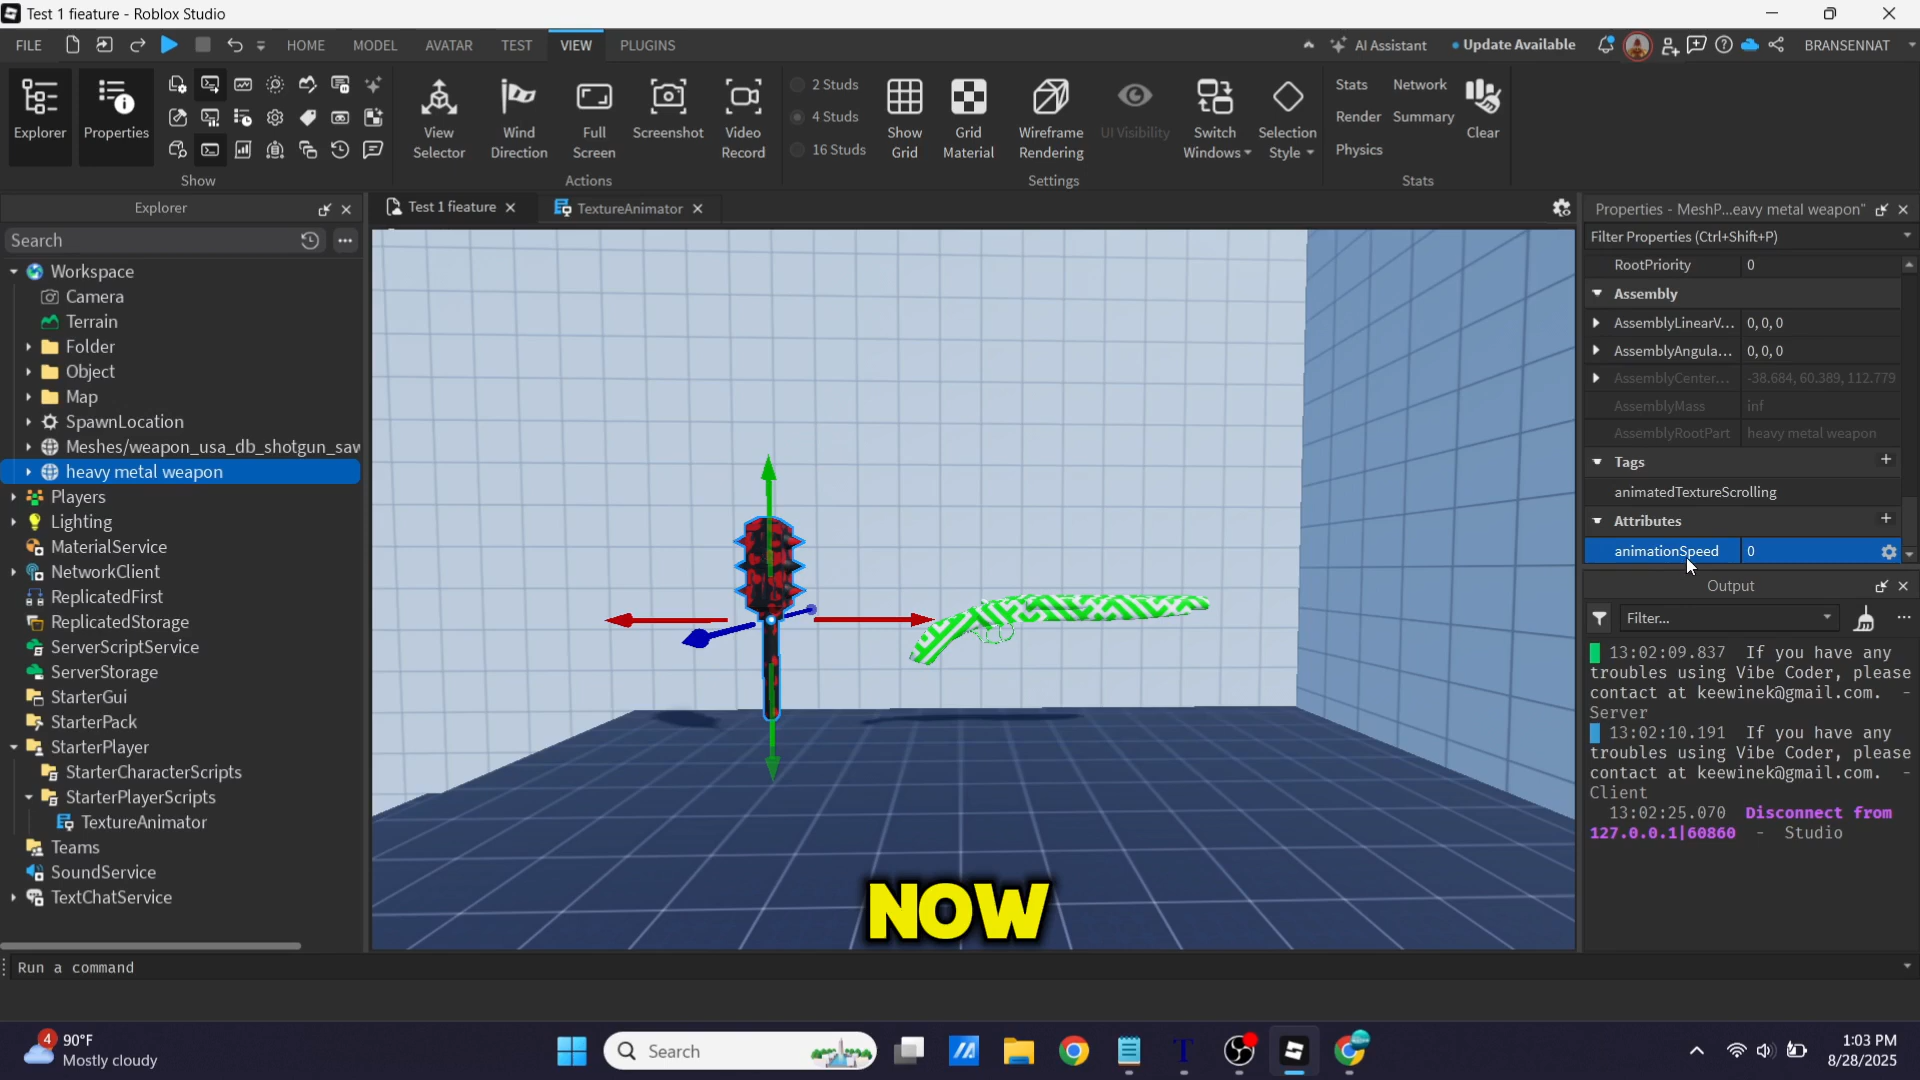 Test 1 fieature - Roblox Studio
FILE
HOME
MODEL
AVATAR
TEST
VIEW
PLUGINS
AI Assistant
Update Available
BRANSENNAT
Explorer
Properties
Show
View
Selector
Wind
Direction
Full
Screen
Screenshot
Video
Record
Actions
2 Studs
4 Studs
16 Studs
Show
Grid
Grid
Material
Wireframe
Rendering
UI Visibility
Switch
Windows
Selection
Style
Settings
Stats
Network
Render
Summary
Physics
Clear
Stats
Explorer
Search
Workspace
Camera
Terrain
Folder
Object
Map
SpawnLocation
Meshes/weapon_usa_db_shotgun_saw
heavy metal weapon
Players
Lighting
MaterialService
NetworkClient
ReplicatedFirst
ReplicatedStorage
ServerScriptService
ServerStorage
StarterGui
StarterPack
StarterPlayer
StarterCharacterScripts
StarterPlayerScripts
TextureAnimator
Teams
SoundService
TextChatService
Test 1 fieature
TextureAnimator
NOW
Properties - MeshP...eavy metal weapon"
Filter Properties (Ctrl+Shift+P)
RootPriority 0
Assembly
AssemblyLinearV... 0, 0, 0
AssemblyAngula... 0, 0, 0
AssemblyCenter... -38.684, 60.389, 112.779
AssemblyMass inf
AssemblyRootPart heavy metal weapon
Tags
animatedTextureScrolling
Attributes
animationSpeed 0
Output
Filter...
13:02:09.837 If you have any
troubles using Vibe Coder, please
contact at keewinek@gmail.com. -
Server
13:02:10.191 If you have any
troubles using Vibe Coder, please
contact at keewinek@gmail.com. -
Client
13:02:25.070 Disconnect from
127.0.0.1|60860 - Studio
Run a command
4
90°F
Mostly cloudy
Search
1:03 PM
8/28/2025